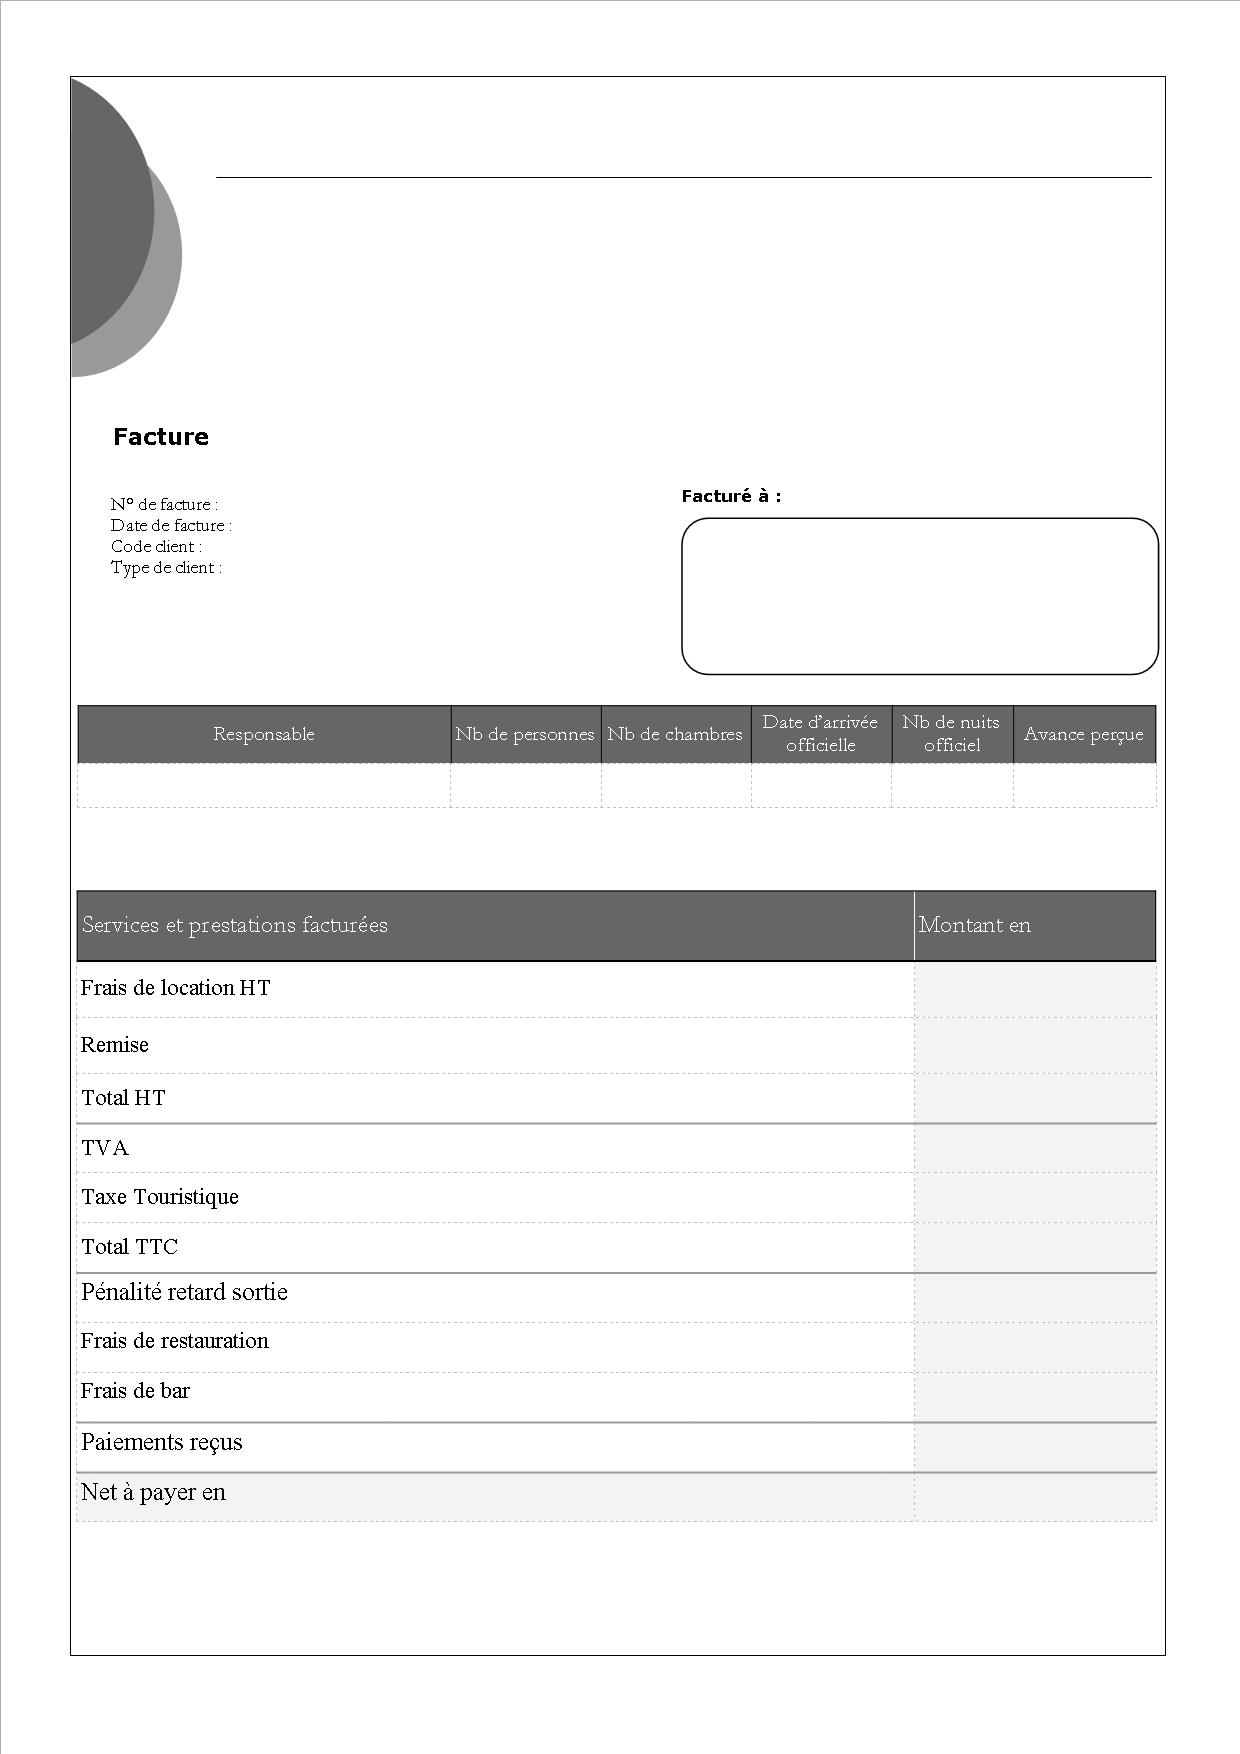 Facture
N° de facture :
Date de facture :
Code client :
Type de client :
Facturé à :
Responsable
Nb de personnes
Nb de chambres
Date d’arrivée
officielle
Nb de nuits
officiel
Avance perçue
Services et prestations facturées
Montant en
Frais de location HT
Remise
Total HT
TVA
Taxe Touristique
Total TTC
Pénalité retard sortie
Frais de restauration
Frais de bar
Paiements reçus
Net à payer en